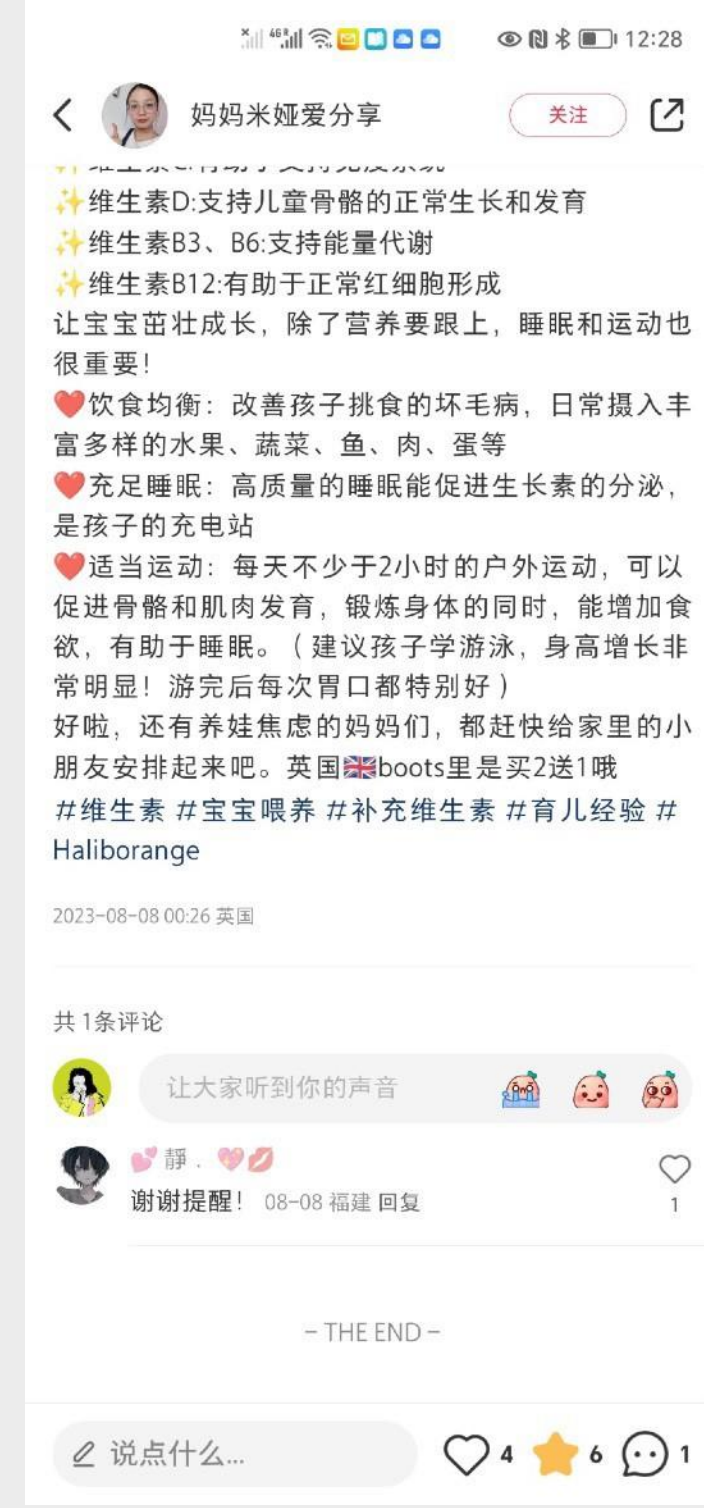 12:28
妈妈米娅爱分享
关注
✨维生素D:支持儿童骨骼的正常生长和发育
✨维生素B3、B6:支持能量代谢
✨维生素B12:有助于正常红细胞形成
让宝宝茁壮成长，除了营养要跟上，睡眠和运动也
很重要！
❤️饮食均衡：改善孩子挑食的坏毛病，日常摄入丰
富多样的水果、蔬菜、鱼、肉、蛋等
❤️充足睡眠：高质量的睡眠能促进生长素的分泌，
是孩子的充电站
❤️适当运动：每天不少于2小时的户外运动，可以
促进骨骼和肌肉发育，锻炼身体的同时，能增加食
欲，有助于睡眠。（建议孩子学游泳，身高增长非
常明显！游完后每次胃口都特别好）
好啦，还有养娃焦虑的妈妈们，都赶快给家里的小
朋友安排起来吧。英国🇬🇧boots里是买2送1哦
#维生素 #宝宝喂养 #补充维生素 #育儿经验 #
Haliborange
2023-08-08 00:26 英国
共 1条评论
让大家听到你的声音
💕靜．💖💋
谢谢提醒！ 08-08 福建 回复
1
- THE END -
说点什么...
4
6
1